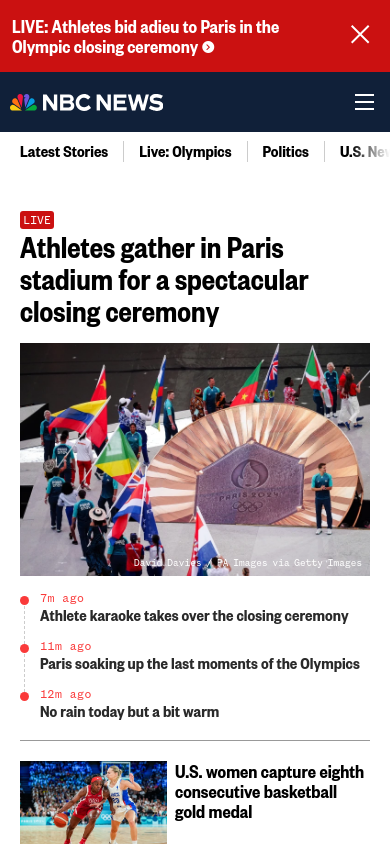 LIVE: Athletes bid adieu to Paris in the
Olympic closing ceremony
NBC NEWS
Latest Stories
Live: Olympics
Politics
U.S. New
LIVE
Athletes gather in Paris
stadium for a spectacular
closing ceremony
PARIS 2024
David Davies / PA Images via Getty Images
7m ago
Athlete karaoke takes over the closing ceremony
11m ago
Paris soaking up the last moments of the Olympics
12m ago
No rain today but a bit warm
U.S. women capture eighth
consecutive basketball
gold medal